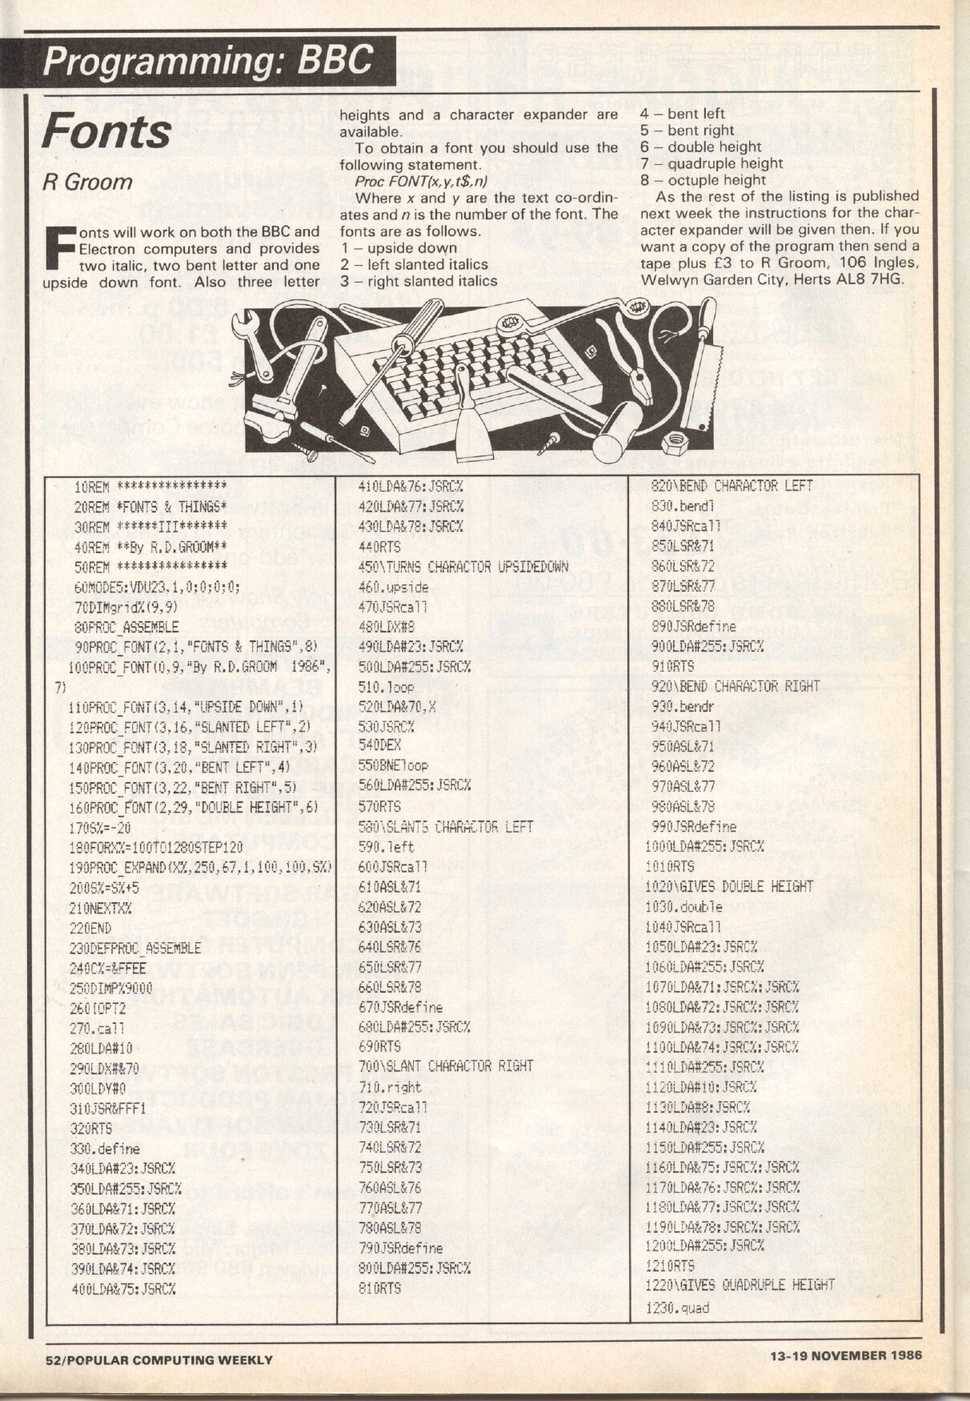 Programming: BBC
Fonts
R Groom
Fonts will work on both the BBC and
Electron computers and provides
two italic, two bent letter and one
upside down font. Also three letter
heights and a character expander are
available.
To obtain a font you should use the
following statement.
Proc FONT(x,y,t$,n)
Where x and y are the text co-ordin-
ates and n is the number of the font. The
fonts are as follows.
1 – upside down
2 – left slanted italics
3 – right slanted italics
4 – bent left
5 – bent right
6 – double height
7 – quadruple height
8 – octuple height
As the rest of the listing is published
next week the instructions for the char-
acter expander will be given then. If you
want a copy of the program then send a
tape plus £3 to R Groom, 106 Ingles,
Welwyn Garden City, Herts AL8 7HG.
10REM ****************
20REM *FONTS & THINGS*
30REM ******III*******
40REM **By R.D.GROOM**
50REM ****************
60MODE5:VDU23,1,0;0;0;0;
70DIMgrid%(9,9)
80PROC_ASSEMBLE
90PROC_FONT(2,1,"FONTS & THINGS",8)
100PROC_FONT(0,9,"By R.D.GROOM  1986",
7)
110PROC_FONT(3,14,"UPSIDE DOWN",1)
120PROC_FONT(3,16,"SLANTED LEFT",2)
130PROC_FONT(3,18,"SLANTED RIGHT",3)
140PROC_FONT(3,20,"BENT LEFT",4)
150PROC_FONT(3,22,"BENT RIGHT",5)
160PROC_FONT(2,29,"DOUBLE HEIGHT",6)
170S%=-20
180FORX%=100TO1280STEP120
190PROC_EXPAND(X%,250,67,1,100,100,S%)
200S%=S%+5
210NEXTX%
220END
230DEFPROC_ASSEMBLE
240C%=&FFEE
250DIMP%9000
260[OPT2
270.call
280LDA#10
290LDX#&70
300LDY#0
310JSR&FFF1
320RTS
330.define
340LDA#23:JSRC%
350LDA#255:JSRC%
360LDA&71:JSRC%
370LDA&72:JSRC%
380LDA&73:JSRC%
390LDA&74:JSRC%
400LDA&75:JSRC%
410LDA&76:JSRC%
420LDA&77:JSRC%
430LDA&78:JSRC%
440RTS
450\TURNS CHARACTOR UPSIDEDOWN
460.upside
470JSRcall
480LDX#8
490LDA#23:JSRC%
500LDA#255:JSRC%
510.loop
520LDA&70,X
530JSRC%
540DEX
550BNEloop
560LDA#255:JSRC%
570RTS
580\SLANTS CHARACTOR LEFT
590.left
600JSRcall
610ASL&71
620ASL&72
630ASL&73
640LSR&76
650LSR&77
660LSR&78
670JSRdefine
680LDA#255:JSRC%
690RTS
700\SLANT CHARACTOR RIGHT
710.right
720JSRcall
730LSR&71
740LSR&72
750LSR&73
760ASL&76
770ASL&77
780ASL&78
790JSRdefine
800LDA#255:JSRC%
810RTS
820\BEND CHARACTOR LEFT
830.bendl
840JSRcall
850LSR&71
860LSR&72
870LSR&77
880LSR&78
890JSRdefine
900LDA#255:JSRC%
910RTS
920\BEND CHARACTOR RIGHT
930.bendr
940JSRcall
950ASL&71
960ASL&72
970ASL&77
980ASL&78
990JSRdefine
1000LDA#255:JSRC%
1010RTS
1020\GIVES DOUBLE HEIGHT
1030.double
1040JSRcall
1050LDA#23:JSRC%
1060LDA#255:JSRC%
1070LDA&71:JSRC%:JSRC%
1080LDA&72:JSRC%:JSRC%
1090LDA&73:JSRC%:JSRC%
1100LDA&74:JSRC%:JSRC%
1110LDA#255:JSRC%
1120LDA#10:JSRC%
1130LDA#8:JSRC%
1140LDA#23:JSRC%
1150LDA#255:JSRC%
1160LDA&75:JSRC%:JSRC%
1170LDA&76:JSRC%:JSRC%
1180LDA&77:JSRC%:JSRC%
1190LDA&78:JSRC%:JSRC%
1200LDA#255:JSRC%
1210RTS
1220\GIVES QUADRUPLE HEIGHT
1230.quad
52/POPULAR COMPUTING WEEKLY
13-19 NOVEMBER 1986